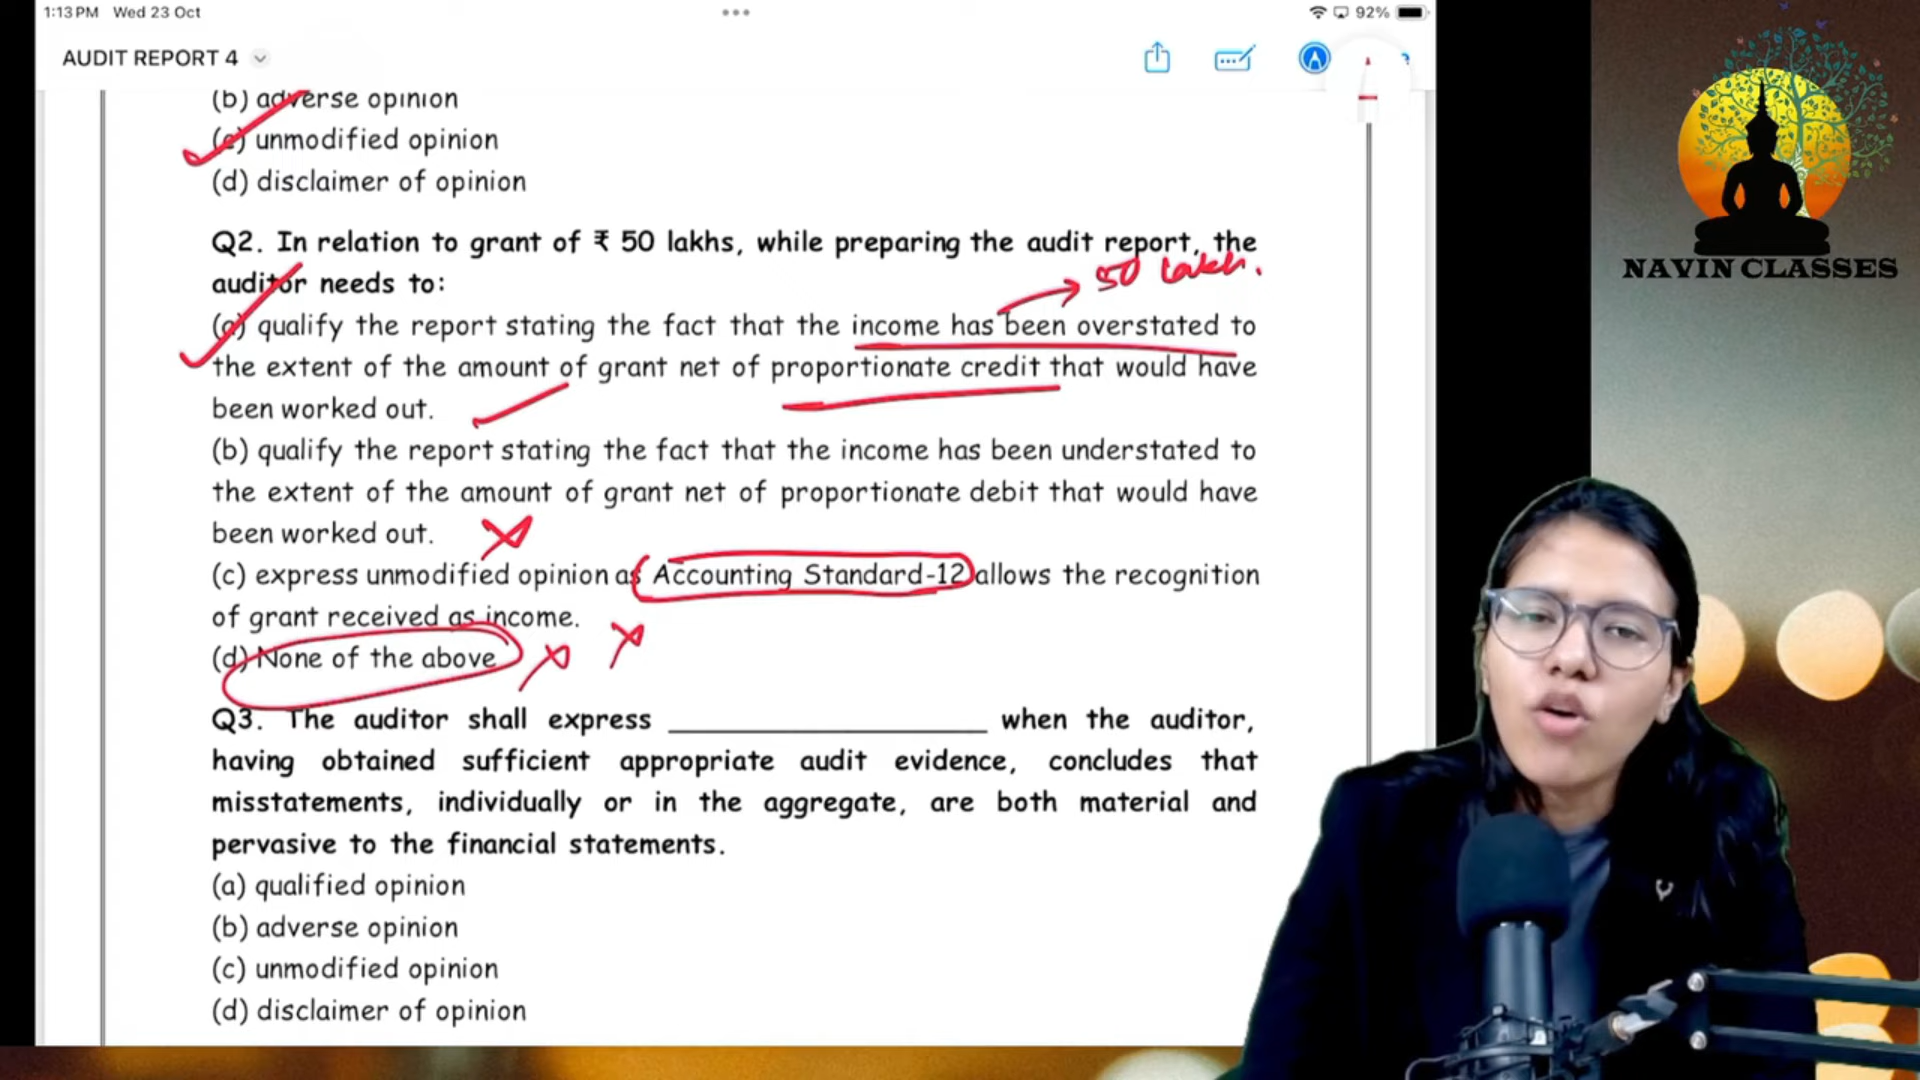 1:13 PM Wed 23 Oct
92%
AUDIT REPORT 4
(b) adverse opinion
(c) unmodified opinion
(d) disclaimer of opinion
Q2. In relation to grant of ₹ 50 lakhs, while preparing the audit report, the
auditor needs to:
50 lakh.
(a) qualify the report stating the fact that the income has been overstated to
the extent of the amount of grant net of proportionate credit that would have
been worked out.
(b) qualify the report stating the fact that the income has been understated to
the extent of the amount of grant net of proportionate debit that would have
been worked out.
(c) express unmodified opinion as Accounting Standard-12 allows the recognition
of grant received as income.
(d) None of the above
Q3. The auditor shall express ____________________ when the auditor,
having obtained sufficient appropriate audit evidence, concludes that
misstatements, individually or in the aggregate, are both material and
pervasive to the financial statements.
(a) qualified opinion
(b) adverse opinion
(c) unmodified opinion
(d) disclaimer of opinion
NAVIN CLASSES